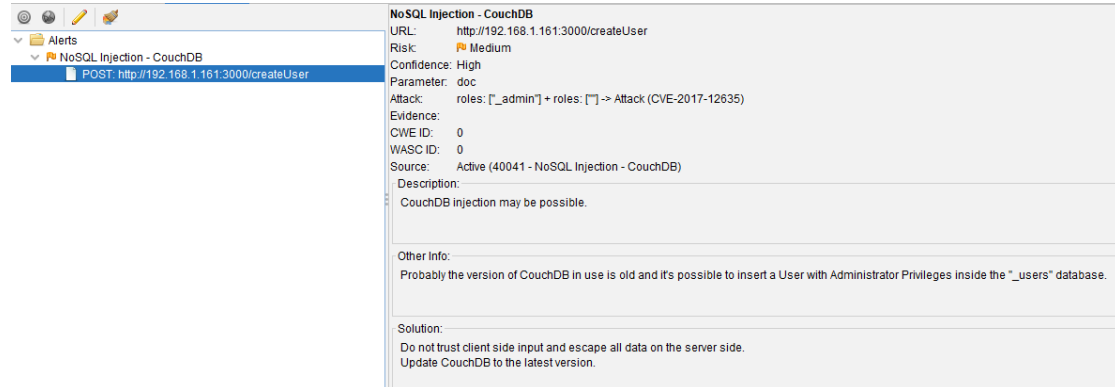 Alerts
NoSQL Injection - CouchDB
POST: http://192.168.1.161:3000/createUser
NoSQL Injection - CouchDB
URL: http://192.168.1.161:3000/createUser
Risk: Medium
Confidence: High
Parameter: doc
Attack: roles: ["_admin"] + roles: [""] -> Attack (CVE-2017-12635)
Evidence:
CWE ID: 0
WASC ID: 0
Source: Active (40041 - NoSQL Injection - CouchDB)
Description:
CouchDB injection may be possible.
Other Info:
Probably the version of CouchDB in use is old and it's possible to insert a User with Administrator Privileges inside the "_users" database.
Solution:
Do not trust client side input and escape all data on the server side.
Update CouchDB to the latest version.